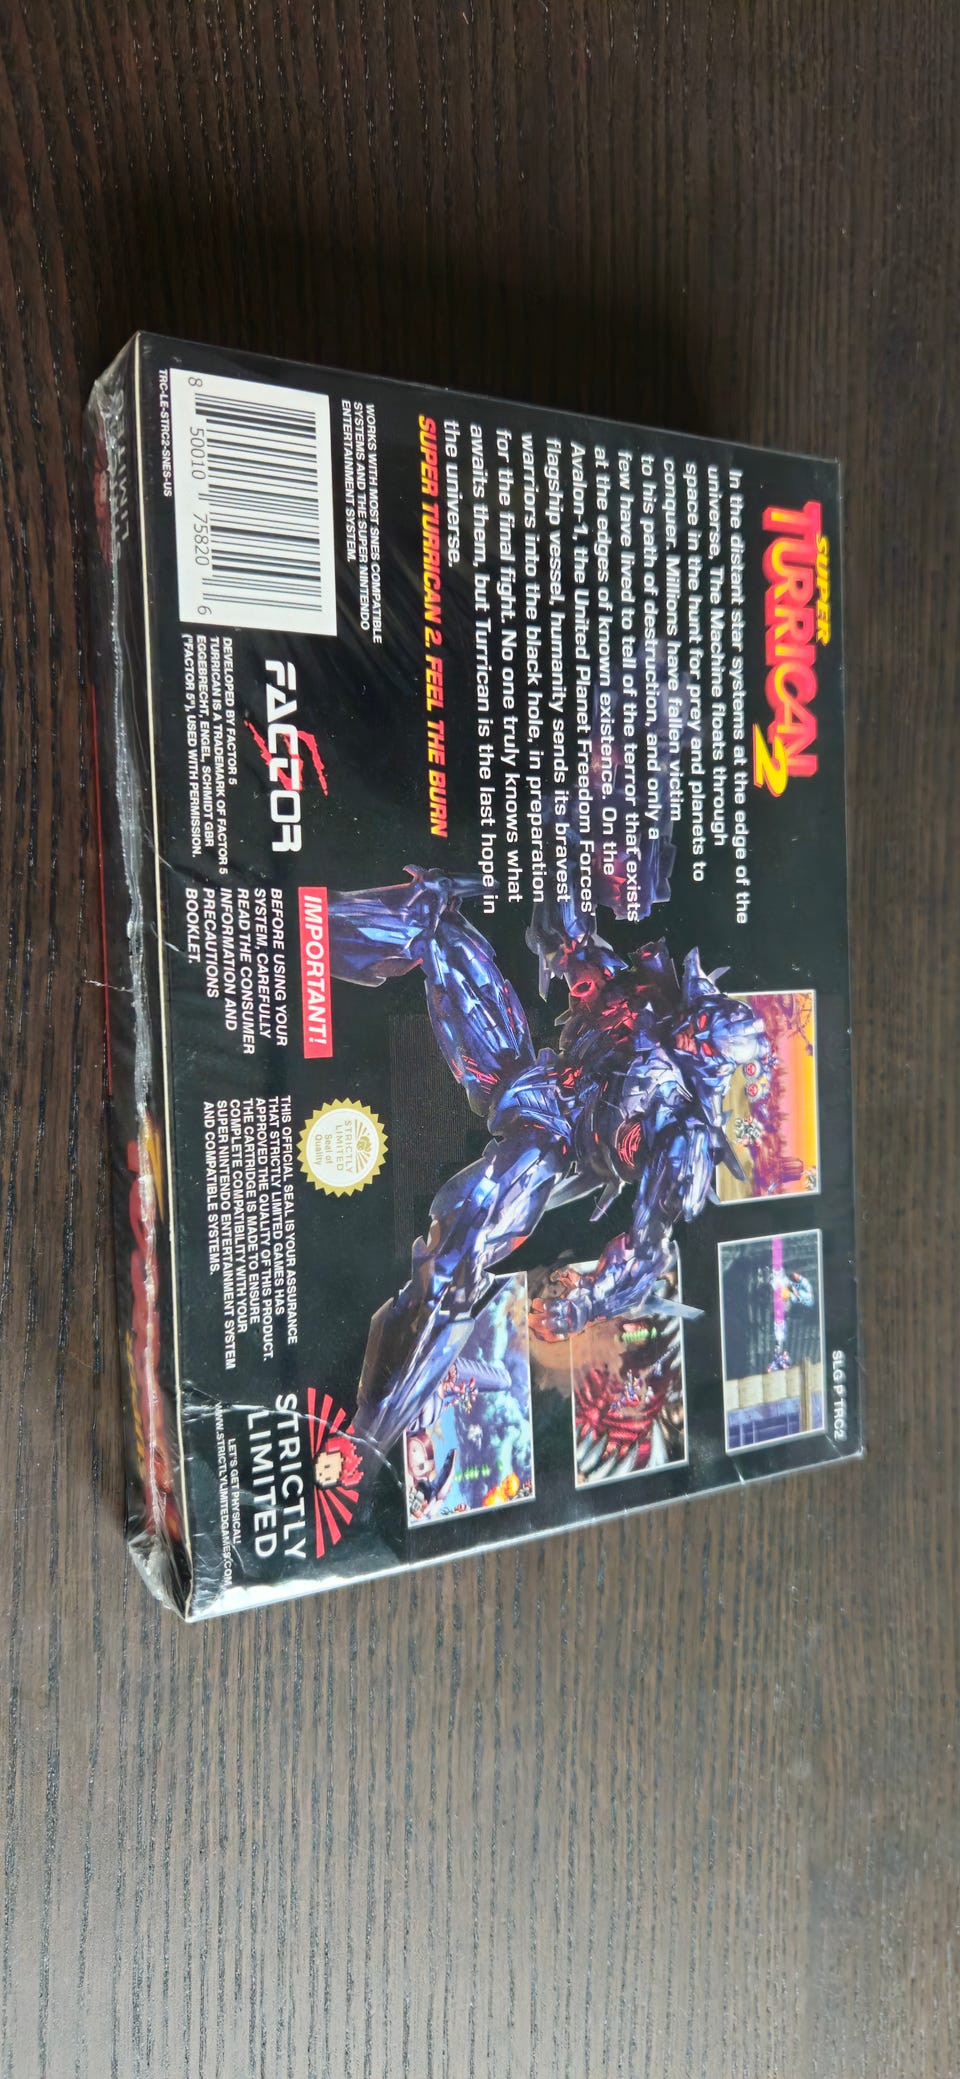 SLG P TRC2
SUPER
TURRICAN 2
In the distant star systems at the edge of the
universe, The Machine floats through
space in the hunt for prey and planets to
conquer. Millions have fallen victim
to his path of destruction, and only a
few have lived to tell of the terror that exists
at the edges of known existence. On the
Avalon-1, the United Planet Freedom Forces'
flagship vessel, humanity sends its bravest
warriors into the black hole, in preparation
for the final fight. No one truly knows what
awaits them, but Turrican is the last hope in
the universe.
SUPER TURRICAN 2. FEEL THE BURN
WORKS WITH MOST SNES COMPATIBLE
SYSTEMS AND THE SUPER NINTENDO
ENTERTAINMENT SYSTEM.
8 50010 75820 6
TRC-LE-STRC2-SNES-US
FACTOR 5
DEVELOPED BY FACTOR 5
TURRICAN IS A TRADEMARK OF FACTOR 5
EGGEBRECHT, ENGEL, SCHMIDT GBR
("FACTOR 5"), USED WITH PERMISSION.
IMPORTANT!
BEFORE USING YOUR
SYSTEM, CAREFULLY
READ THE CONSUMER
INFORMATION AND
PRECAUTIONS
BOOKLET.
STRICTLY
LIMITED
Seal of
Quality
THIS OFFICIAL SEAL IS YOUR ASSURANCE
THAT STRICTLY LIMITED GAMES HAS
APPROVED THE QUALITY OF THIS PRODUCT.
THE CARTRIDGE IS MADE TO ENSURE
COMPLETE COMPATIBILITY WITH YOUR
SUPER NINTENDO ENTERTAINMENT SYSTEM
AND COMPATIBLE SYSTEMS.
STRICTLY
LIMITED
LET'S GET PHYSICAL!
WWW.STRICTLYLIMITEDGAMES.COM